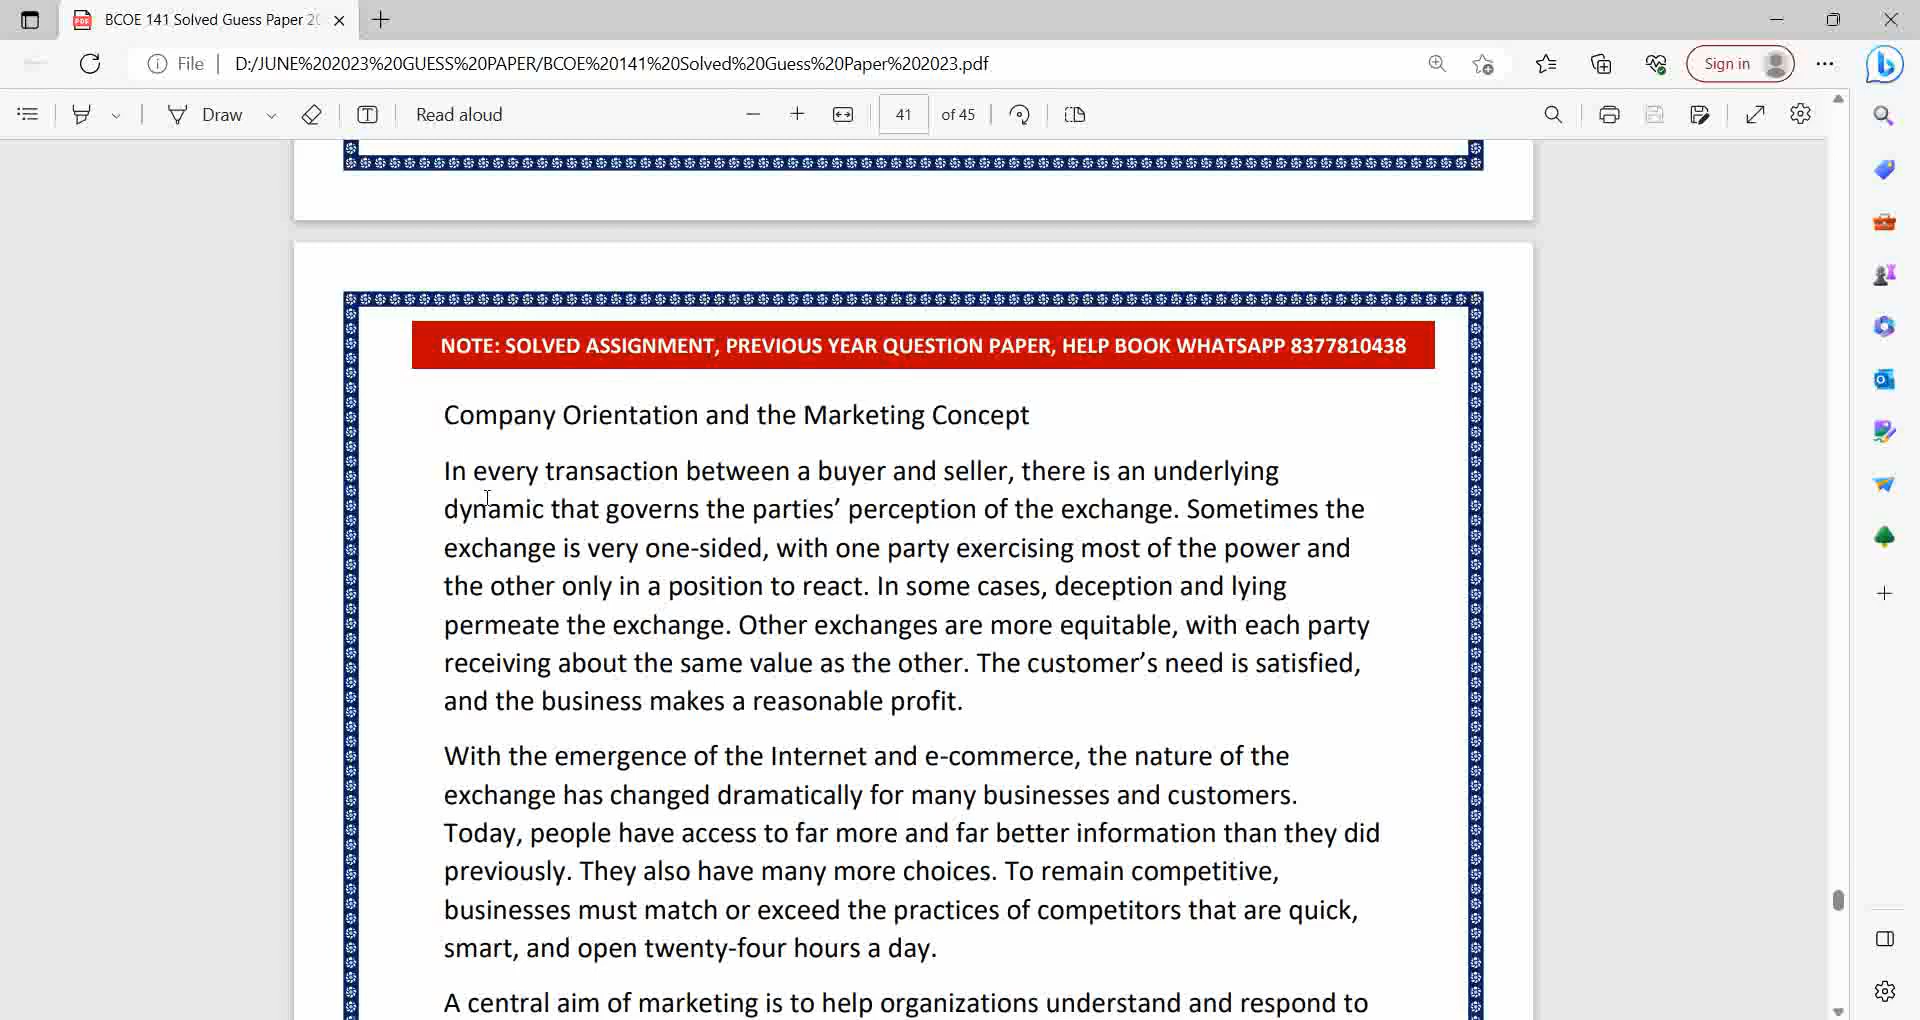 BCOE 141 Solved Guess Paper 20
File
D:/JUNE%202023%20GUESS%20PAPER/BCOE%20141%20Solved%20Guess%20Paper%202023.pdf
Sign in
Draw
Read aloud
41 of 45
NOTE: SOLVED ASSIGNMENT, PREVIOUS YEAR QUESTION PAPER, HELP BOOK WHATSAPP 8377810438
Company Orientation and the Marketing Concept
In every transaction between a buyer and seller, there is an underlying
dynamic that governs the parties’ perception of the exchange. Sometimes the
exchange is very one-sided, with one party exercising most of the power and
the other only in a position to react. In some cases, deception and lying
permeate the exchange. Other exchanges are more equitable, with each party
receiving about the same value as the other. The customer’s need is satisfied,
and the business makes a reasonable profit.
With the emergence of the Internet and e-commerce, the nature of the
exchange has changed dramatically for many businesses and customers.
Today, people have access to far more and far better information than they did
previously. They also have many more choices. To remain competitive,
businesses must match or exceed the practices of competitors that are quick,
smart, and open twenty-four hours a day.
A central aim of marketing is to help organizations understand and respond to